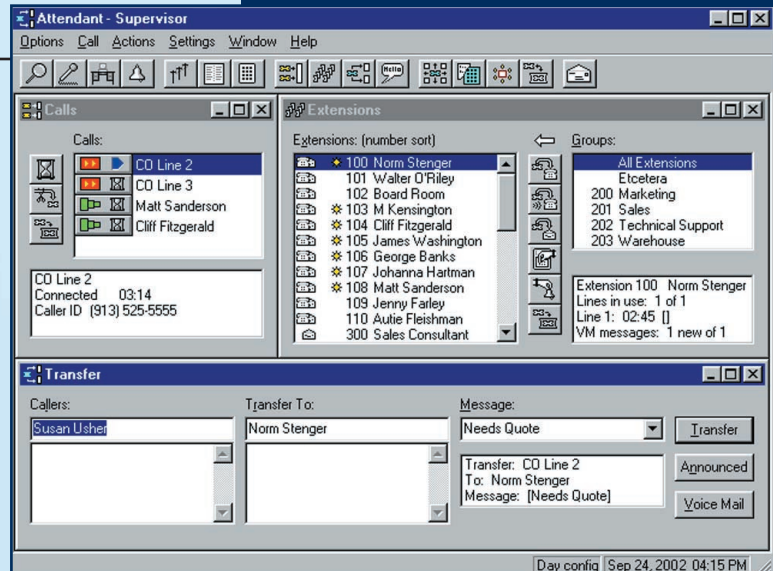 Attendant - Supervisor
Options Call Actions Settings Window Help
Hello
Calls
Calls:
CO Line 2
CO Line 3
Matt Sanderson
Cliff Fitzgerald
CO Line 2
Connected 03:14
Caller ID (913) 525-5555
Extensions
Extensions: (number sort)
100 Norm Stenger
101 Walter O'Riley
102 Board Room
103 M Kensington
104 Cliff Fitzgerald
105 James Washington
106 George Banks
107 Johanna Hartman
108 Matt Sanderson
109 Jenny Farley
110 Autie Fleishman
300 Sales Consultant
Groups:
All Extensions
Etcetera
200 Marketing
201 Sales
202 Technical Support
203 Warehouse
Extension 100 Norm Stenger
Lines in use: 1 of 1
Line 1: 02:45 []
VM messages: 1 new of 1
Transfer
Callers:
Susan Usher
Transfer To:
Norm Stenger
Message:
Needs Quote
Transfer: CO Line 2
To: Norm Stenger
Message: [Needs Quote]
Transfer
Announced
Voice Mail
Day config Sep 24, 2002 04:15 PM